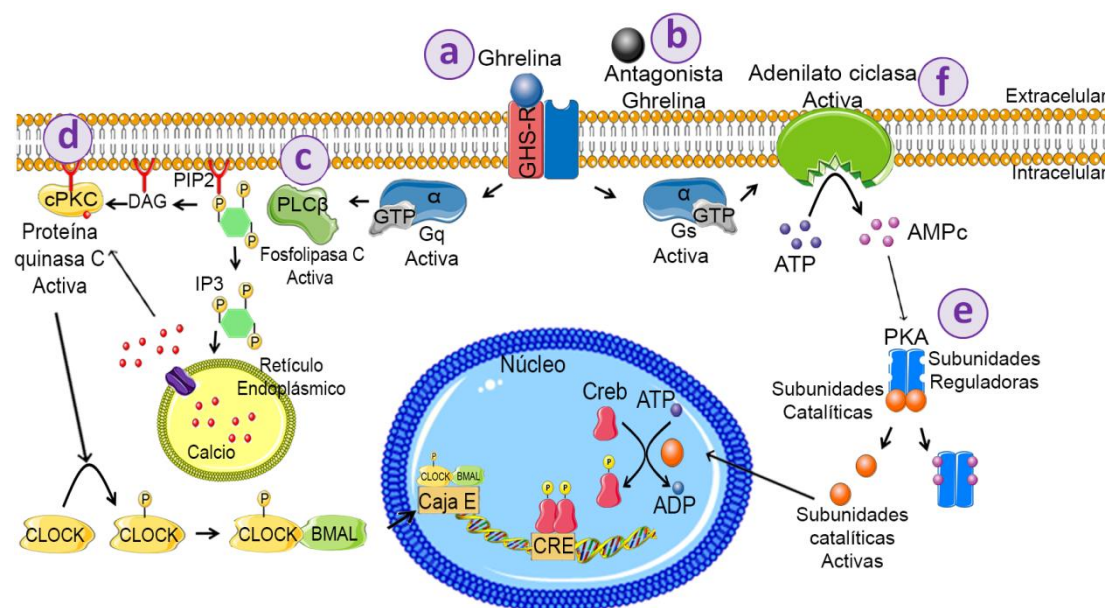 a
Ghrelina
b
Antagonista
Ghrelina
Adenilato ciclasa
Activa
f
Extracelular
Intracelular
d
cPKC
DAG
PIP2
P
P
P
c
PLCβ
Fosfolipasa C
Activa
α
GTP
Gq
Activa
GHS-R
α
GTP
Gs
Activa
ATP
AMPc
Proteína
quinasa C
Activa
IP3
P
P
P
Retículo
Endoplásmico
Calcio
e
PKA
Subunidades
Reguladoras
Subunidades
Catalíticas
Subunidades
catalíticas
Activas
Núcleo
Creb
ATP
P
ADP
P
CLOCK
BMAL
Caja E
P
P
CRE
CLOCK
P
CLOCK
P
CLOCK
BMAL